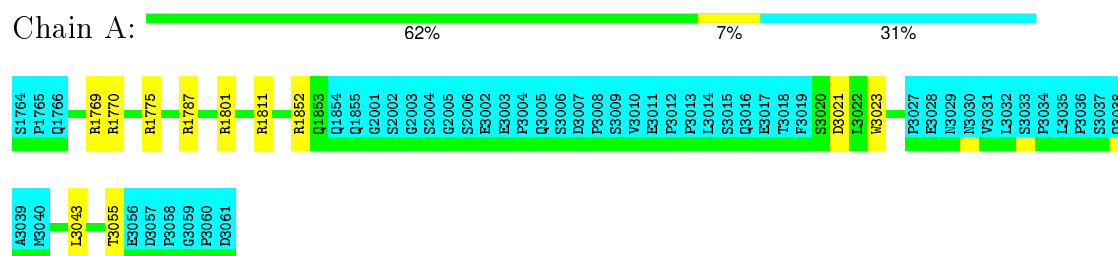 Chain A:
62% 7% 31%
S1764 P1765 Q1766 R1769 R1770 R1775 R1787 R1801 R1811 R1852 Q1853 Q1854 Q1855 G2001 S2002 G2003 S2004 G2005 S2006 E3002 E3003 P3004 Q3005 S3006 D3007 P3008 S3009 V3010 E3011 P3012 P3013 L3014 S3015 Q3016 E3017 T3018 F3019 S3020 D3021 L3022 W3023 P3027 E3028 N3029 N3030 V3031 L3032 S3033 P3034 L3035 P3036 S3037
A3039 M3040 L3043 T3055 E3056 D3057 P3058 G3059 P3060 D3061